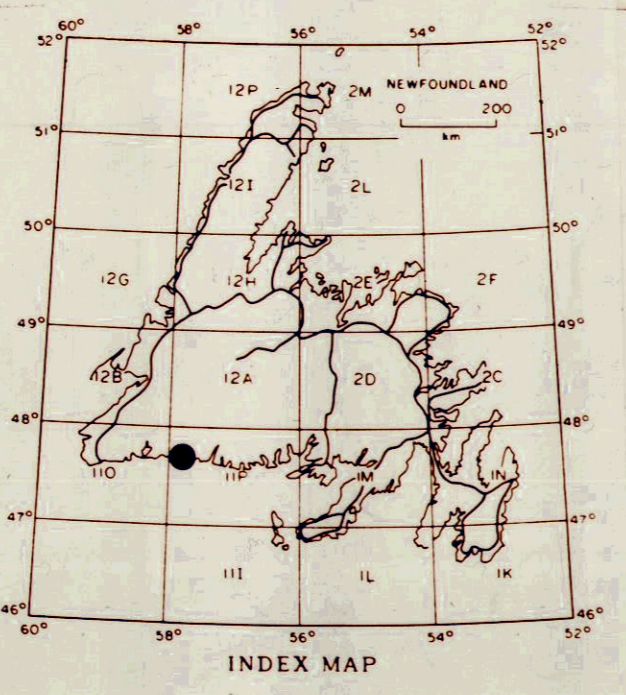 60° 58° 56° 54° 52°
52° 52°
12P 2M NEWFOUNDLAND
0 200
km
51° 51°
12I 2L
50° 50°
12G 12H 2E 2F
49° 49°
12B 12A 2D 2C
48° 48°
11O 11P 1M 1N
47° 47°
11I 1L 1K
46° 46°
60° 58° 56° 54° 52°
INDEX MAP